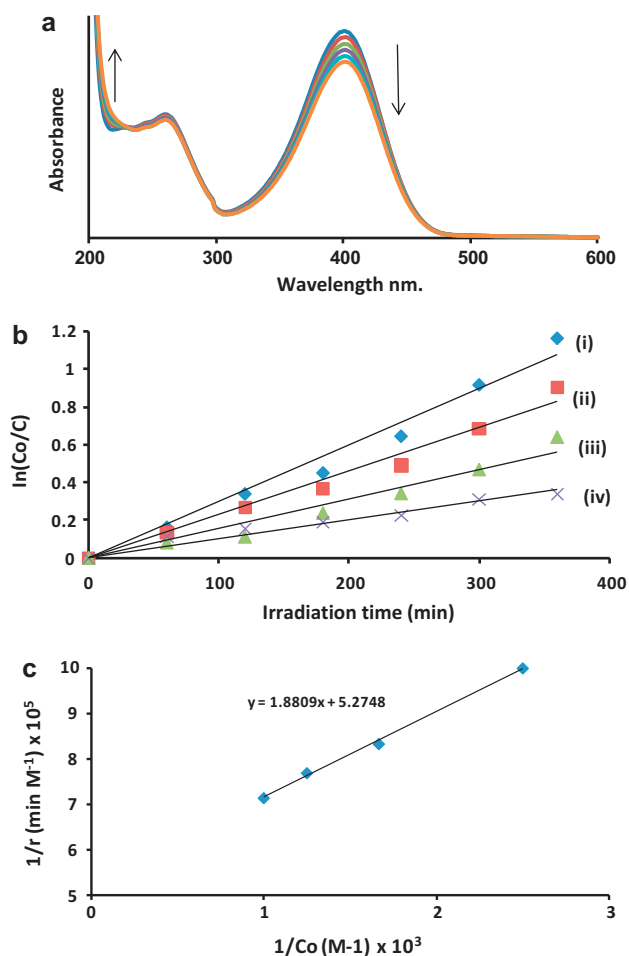 a
Absorbance
200 300 400 500 600
Wavelength nm.
b
ln(Co/C)
1.2
1
0.8
0.6
0.4
0.2
0
(i)
(ii)
(iii)
(iv)
0 100 200 300 400
Irradiation time (min)
c
1/r (min M⁻¹) x 10⁵
10
9
8
7
6
5
y = 1.8809x + 5.2748
0 1 2 3
1/Co (M-1) x 10³